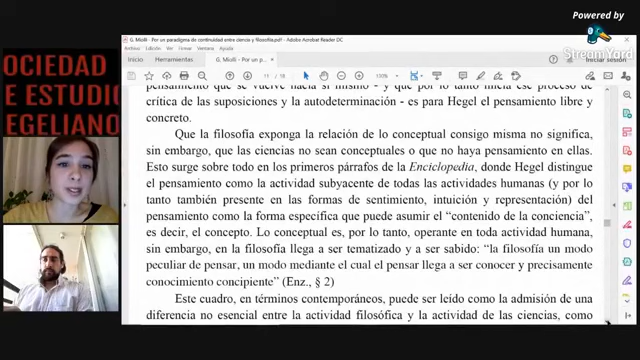 Powered by
StreamYard
OCIEDAD
E ESTUDIO
EGELIANO
G. Miolli - Por un paradigma de continuidad entre ciencia y filosofía.pdf - Adobe Acrobat Reader DC
Archivo Edición Ver Firmar Ventana Ayuda
Inicio Herramientas G. Miolli - Por un p... Iniciar sesión
pensamiento que se vuelve hacia sí mismo - y que por lo tanto inicia ese proceso de
crítica de las suposiciones y la autodeterminación - es para Hegel el pensamiento libre y
concreto.
Que la filosofía exponga la relación de lo conceptual consigo misma no significa,
sin embargo, que las ciencias no sean conceptuales o que no haya pensamiento en ellas.
Esto surge sobre todo en los primeros párrafos de la Enciclopedia, donde Hegel distingue
el pensamiento como la actividad subyacente de todas las actividades humanas (y por lo
tanto también presente en las formas de sentimiento, intuición y representación) del
pensamiento como la forma específica que puede asumir el “contenido de la conciencia”,
es decir, el concepto. Lo conceptual es, por lo tanto, operante en toda actividad humana,
sin embargo, en la filosofía llega a ser tematizado y a ser sabido: “la filosofía un modo
peculiar de pensar, un modo mediante el cual el pensar llega a ser conocer y precisamente
conocimiento concipiente” (Enz., § 2)
Este cuadro, en términos contemporáneos, puede ser leído como la admisión de una
diferencia no esencial entre la actividad filosófica y la actividad de las ciencias, como